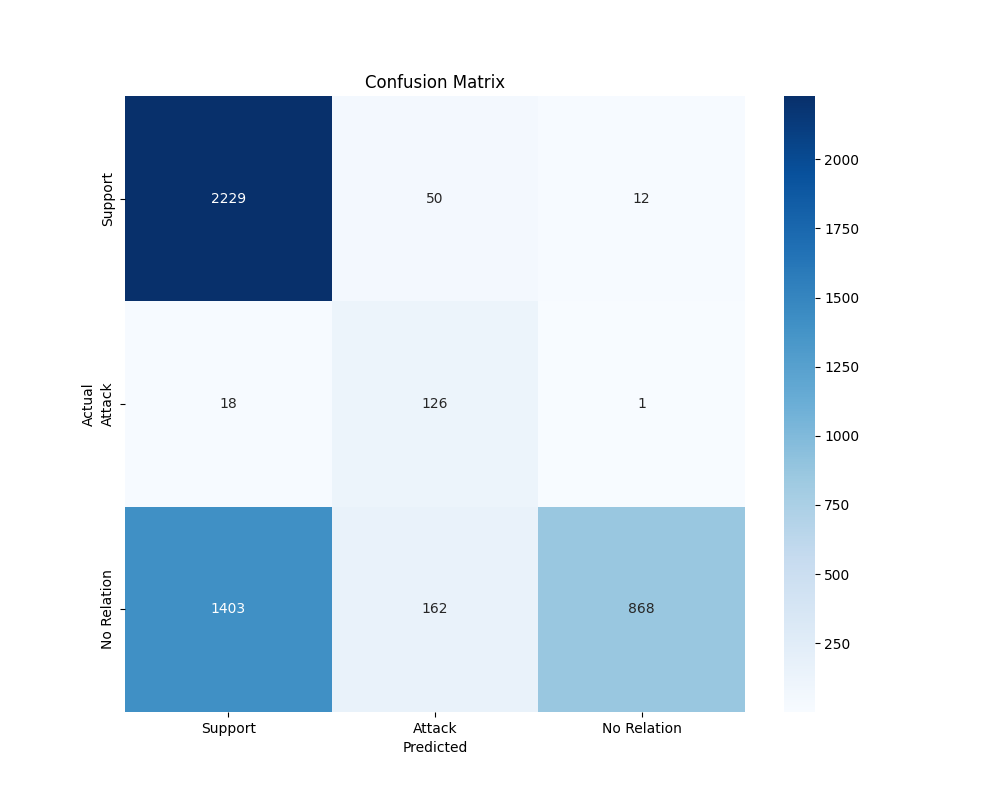 Confusion Matrix
Actual
Support
Attack
No Relation
2229 50 12
18 126 1
1403 162 868
Support Attack No Relation
Predicted
2000
1750
1500
1250
1000
750
500
250